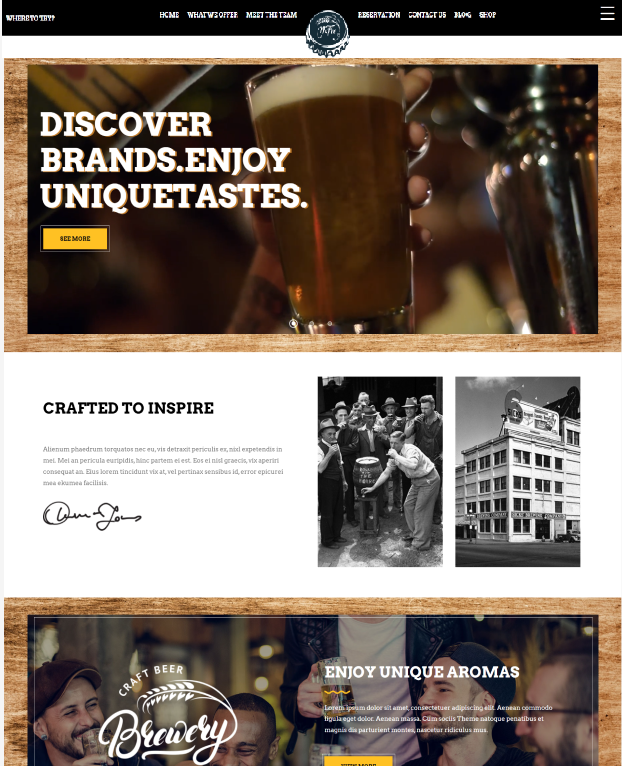 WHERE TO TRY?
HOME WHAT WE OFFER MEET THE TEAM
RESERVATION CONTACT US BLOG SHOP
DISCOVER
BRANDS.ENJOY
UNIQUETASTES.
SEE MORE
CRAFTED TO INSPIRE
Alienum phaedrum torquatos nec eu, vis detraxit periculis ex, nisl expetendis in
mei. Mei an pericula euripidis, hinc partem ei est. Eos ei nisl graecis, vix aperiri
consequat an. Eius lorem tincidunt vix at, vel pertinax sensibus id, error epicurei
mea akumea facilisis.
CRAFT BEER
Brewery
ENJOY UNIQUE AROMAS
Lorem ipsum dolor sit amet, consectetuer adipiscing elit. Aenean commodo
ligula eget dolor. Aenean massa. Cum sociis Theme natoque penatibus et
magnis dis parturient montes, nascetur ridiculus mus.
VIEW MORE